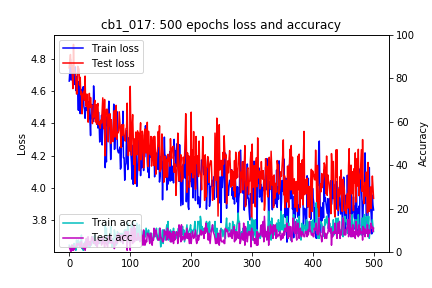 cb1_017: 500 epochs loss and accuracy
Train loss
Test loss
Train acc
Test acc
Loss
4.8
4.6
4.4
4.2
4.0
3.8
Accuracy
100
80
60
40
20
0
0
100
200
300
400
500